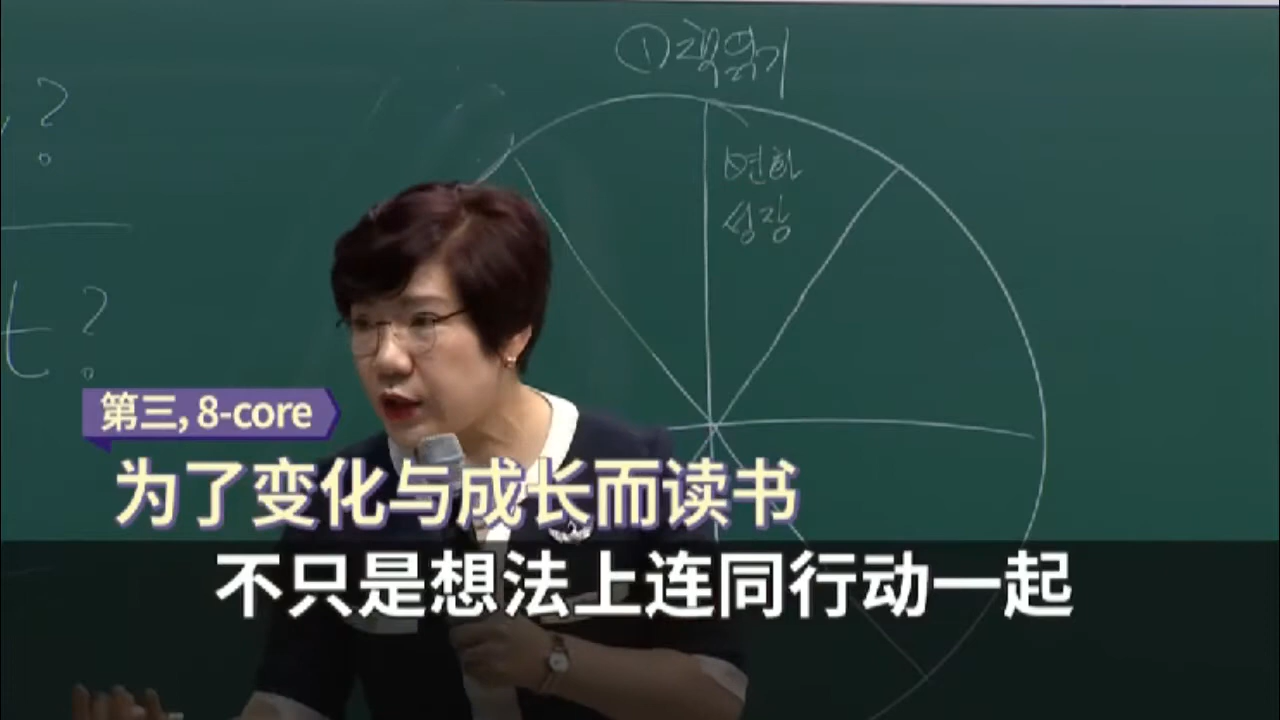 ① 책읽기
?
변화
성장
t?
第三, 8-core
为了变化与成长而读书
不只是想法上连同行动一起